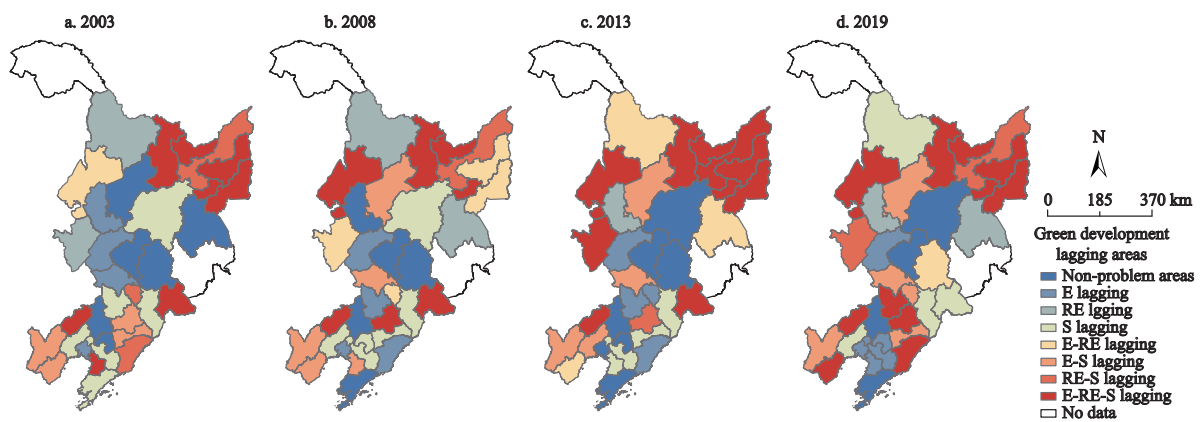 a. 2003
b. 2008
c. 2013
d. 2019
N
0 185 370 km
Green development
lagging areas
Non-problem areas
E lagging
RE lgging
S lagging
E-RE lagging
E-S lagging
RE-S lagging
E-RE-S lagging
No data